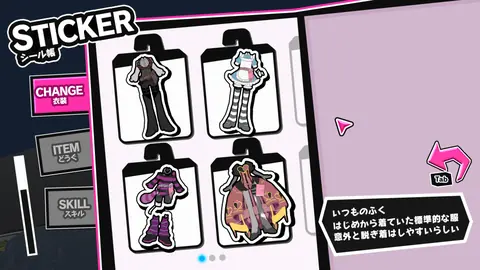 STICKER
シール帳
CHANGE
衣装
ITEM
どうぐ
SKILL
スキル
Tab
いつものふく
はじめから着ていた標準的な服
意外と脱ぎ着はしやすいらしい